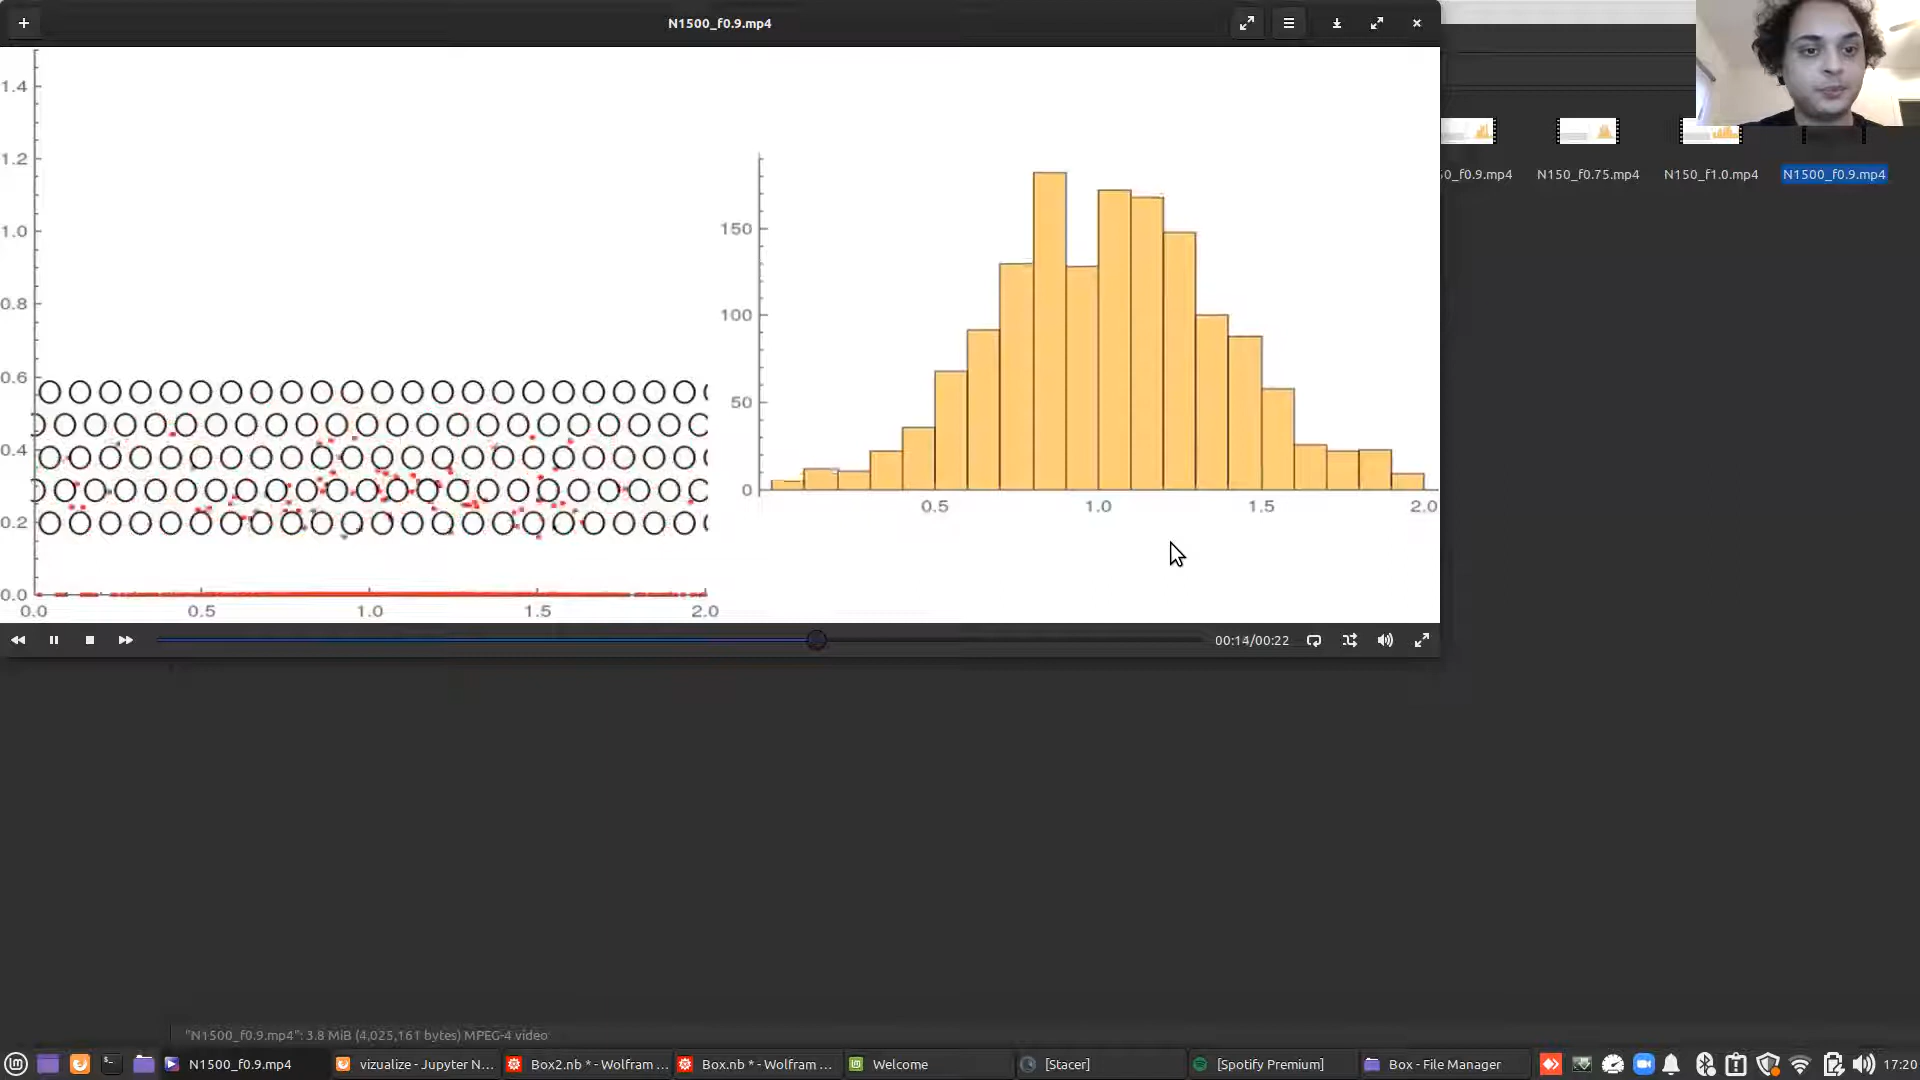 N1500_f0.9.mp4
1.4
1.2
1.0
0.8
0.6
0.4
0.2
0.0
0.0 0.5 1.0 1.5 2.0
150
100
50
0
0.5 1.0 1.5 2.0
00:14/00:22
0_f0.9.mp4 N150_f0.75.mp4 N150_f1.0.mp4 N1500_f0.9.mp4
"N1500_f0.9.mp4": 3.8 MiB (4,025,161 bytes) MPEG-4 video
N1500_f0.9.mp4 vizualize - Jupyter N... Box2.nb * - Wolfram ... Box.nb * - Wolfram ... Welcome [Stacer] [Spotify Premium] Box - File Manager 17:20